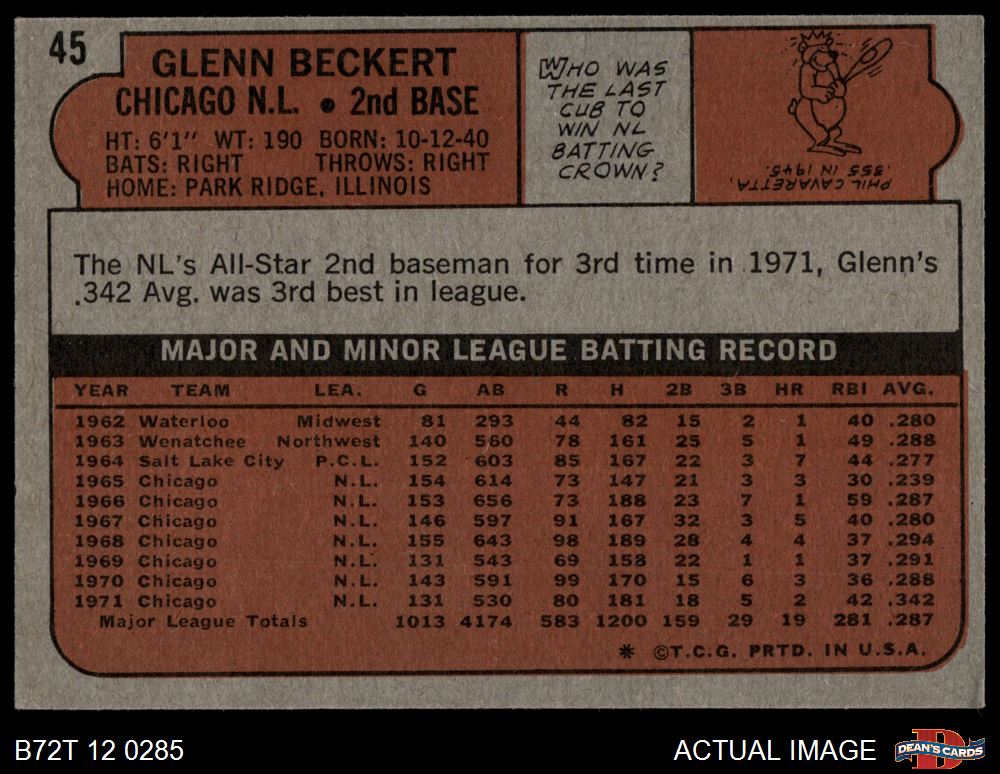 45
GLENN BECKERT
CHICAGO N.L. • 2nd BASE
HT: 6'1" WT: 190 BORN: 10-12-40
BATS: RIGHT THROWS: RIGHT
HOME: PARK RIDGE, ILLINOIS
WHO WAS
THE LAST
CUB TO
WIN NL
BATTING
CROWN?
PHIL CAVARETTA,
.355 IN 1945.
The NL's All-Star 2nd baseman for 3rd time in 1971, Glenn's
.342 Avg. was 3rd best in league.
MAJOR AND MINOR LEAGUE BATTING RECORD
YEAR TEAM LEA. G AB R H 2B 3B HR RBI AVG.
1962 Waterloo Midwest 81 293 44 82 15 2 1 40 .280
1963 Wenatchee Northwest 140 560 78 161 25 5 1 49 .288
1964 Salt Lake City P.C.L. 152 603 85 167 22 3 7 44 .277
1965 Chicago N.L. 154 614 73 147 21 3 3 30 .239
1966 Chicago N.L. 153 656 73 188 23 7 1 59 .287
1967 Chicago N.L. 146 597 91 167 32 3 5 40 .280
1968 Chicago N.L. 155 643 98 189 28 4 4 37 .294
1969 Chicago N.L. 131 543 69 158 22 1 1 37 .291
1970 Chicago N.L. 143 591 99 170 15 6 3 36 .288
1971 Chicago N.L. 131 530 80 181 18 5 2 42 .342
Major League Totals 1013 4174 583 1200 159 29 19 281 .287
* ©T.C.G. PRTD. IN U.S.A.
B72T 12 0285
ACTUAL IMAGE
DEAN'S CARDS